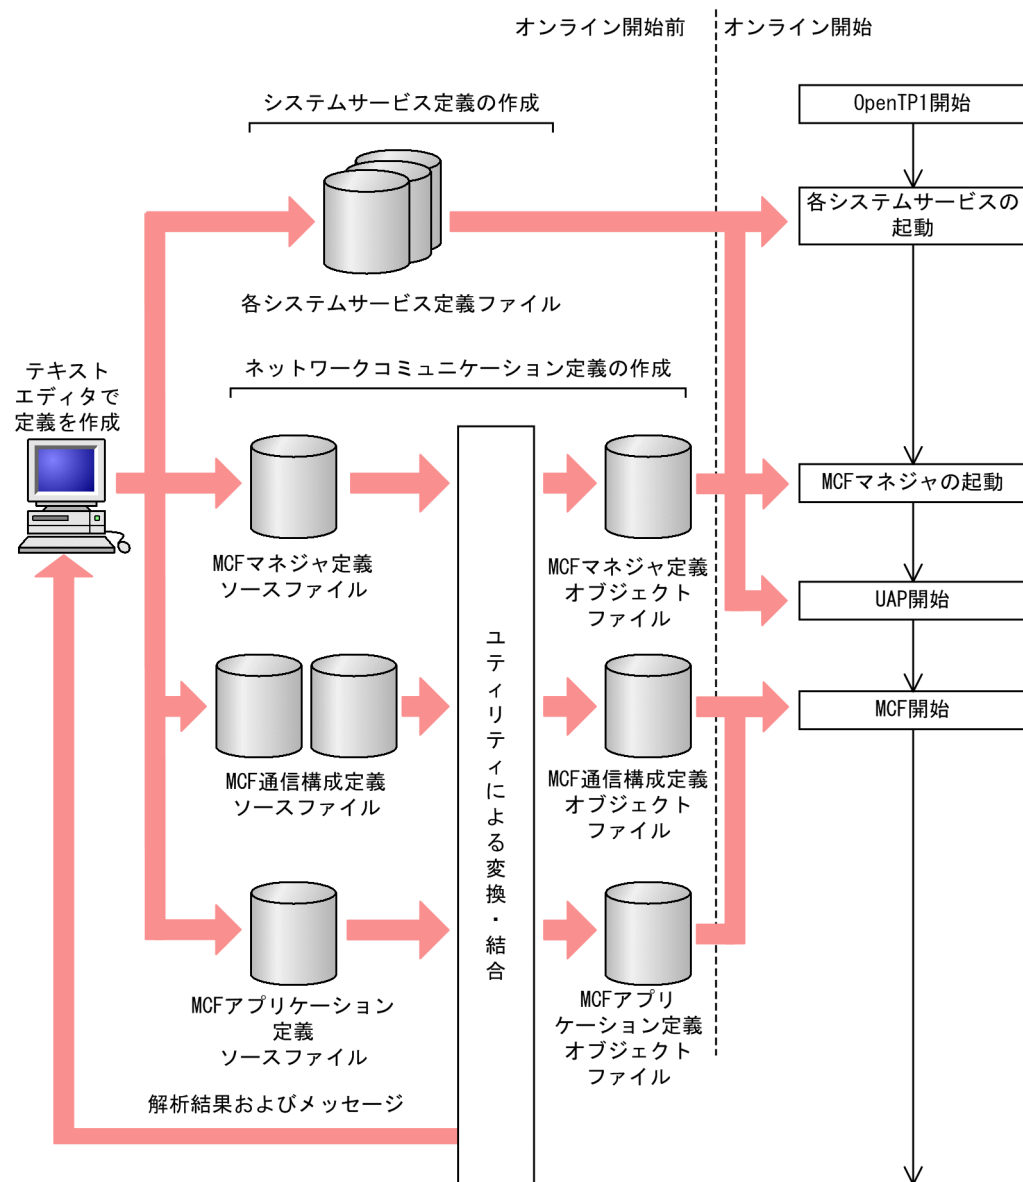 オンライン開始前
オンライン開始
システムサービス定義の作成
OpenTP1開始
各システムサービスの
起動
各システムサービス定義ファイル
ネットワークコミュニケーション定義の作成
テキスト
エディタで
定義を作成
MCFマネジャの起動
MCFマネジャ定義
ソースファイル
MCFマネジャ定義
オブジェクト
ファイル
UAP開始
ユティリティによる変換・結合
MCF開始
MCF通信構成定義
ソースファイル
MCF通信構成定義
オブジェクト
ファイル
MCFアプリケーション
定義
ソースファイル
MCFアプリ
ケーション定義
オブジェクト
ファイル
解析結果およびメッセージ